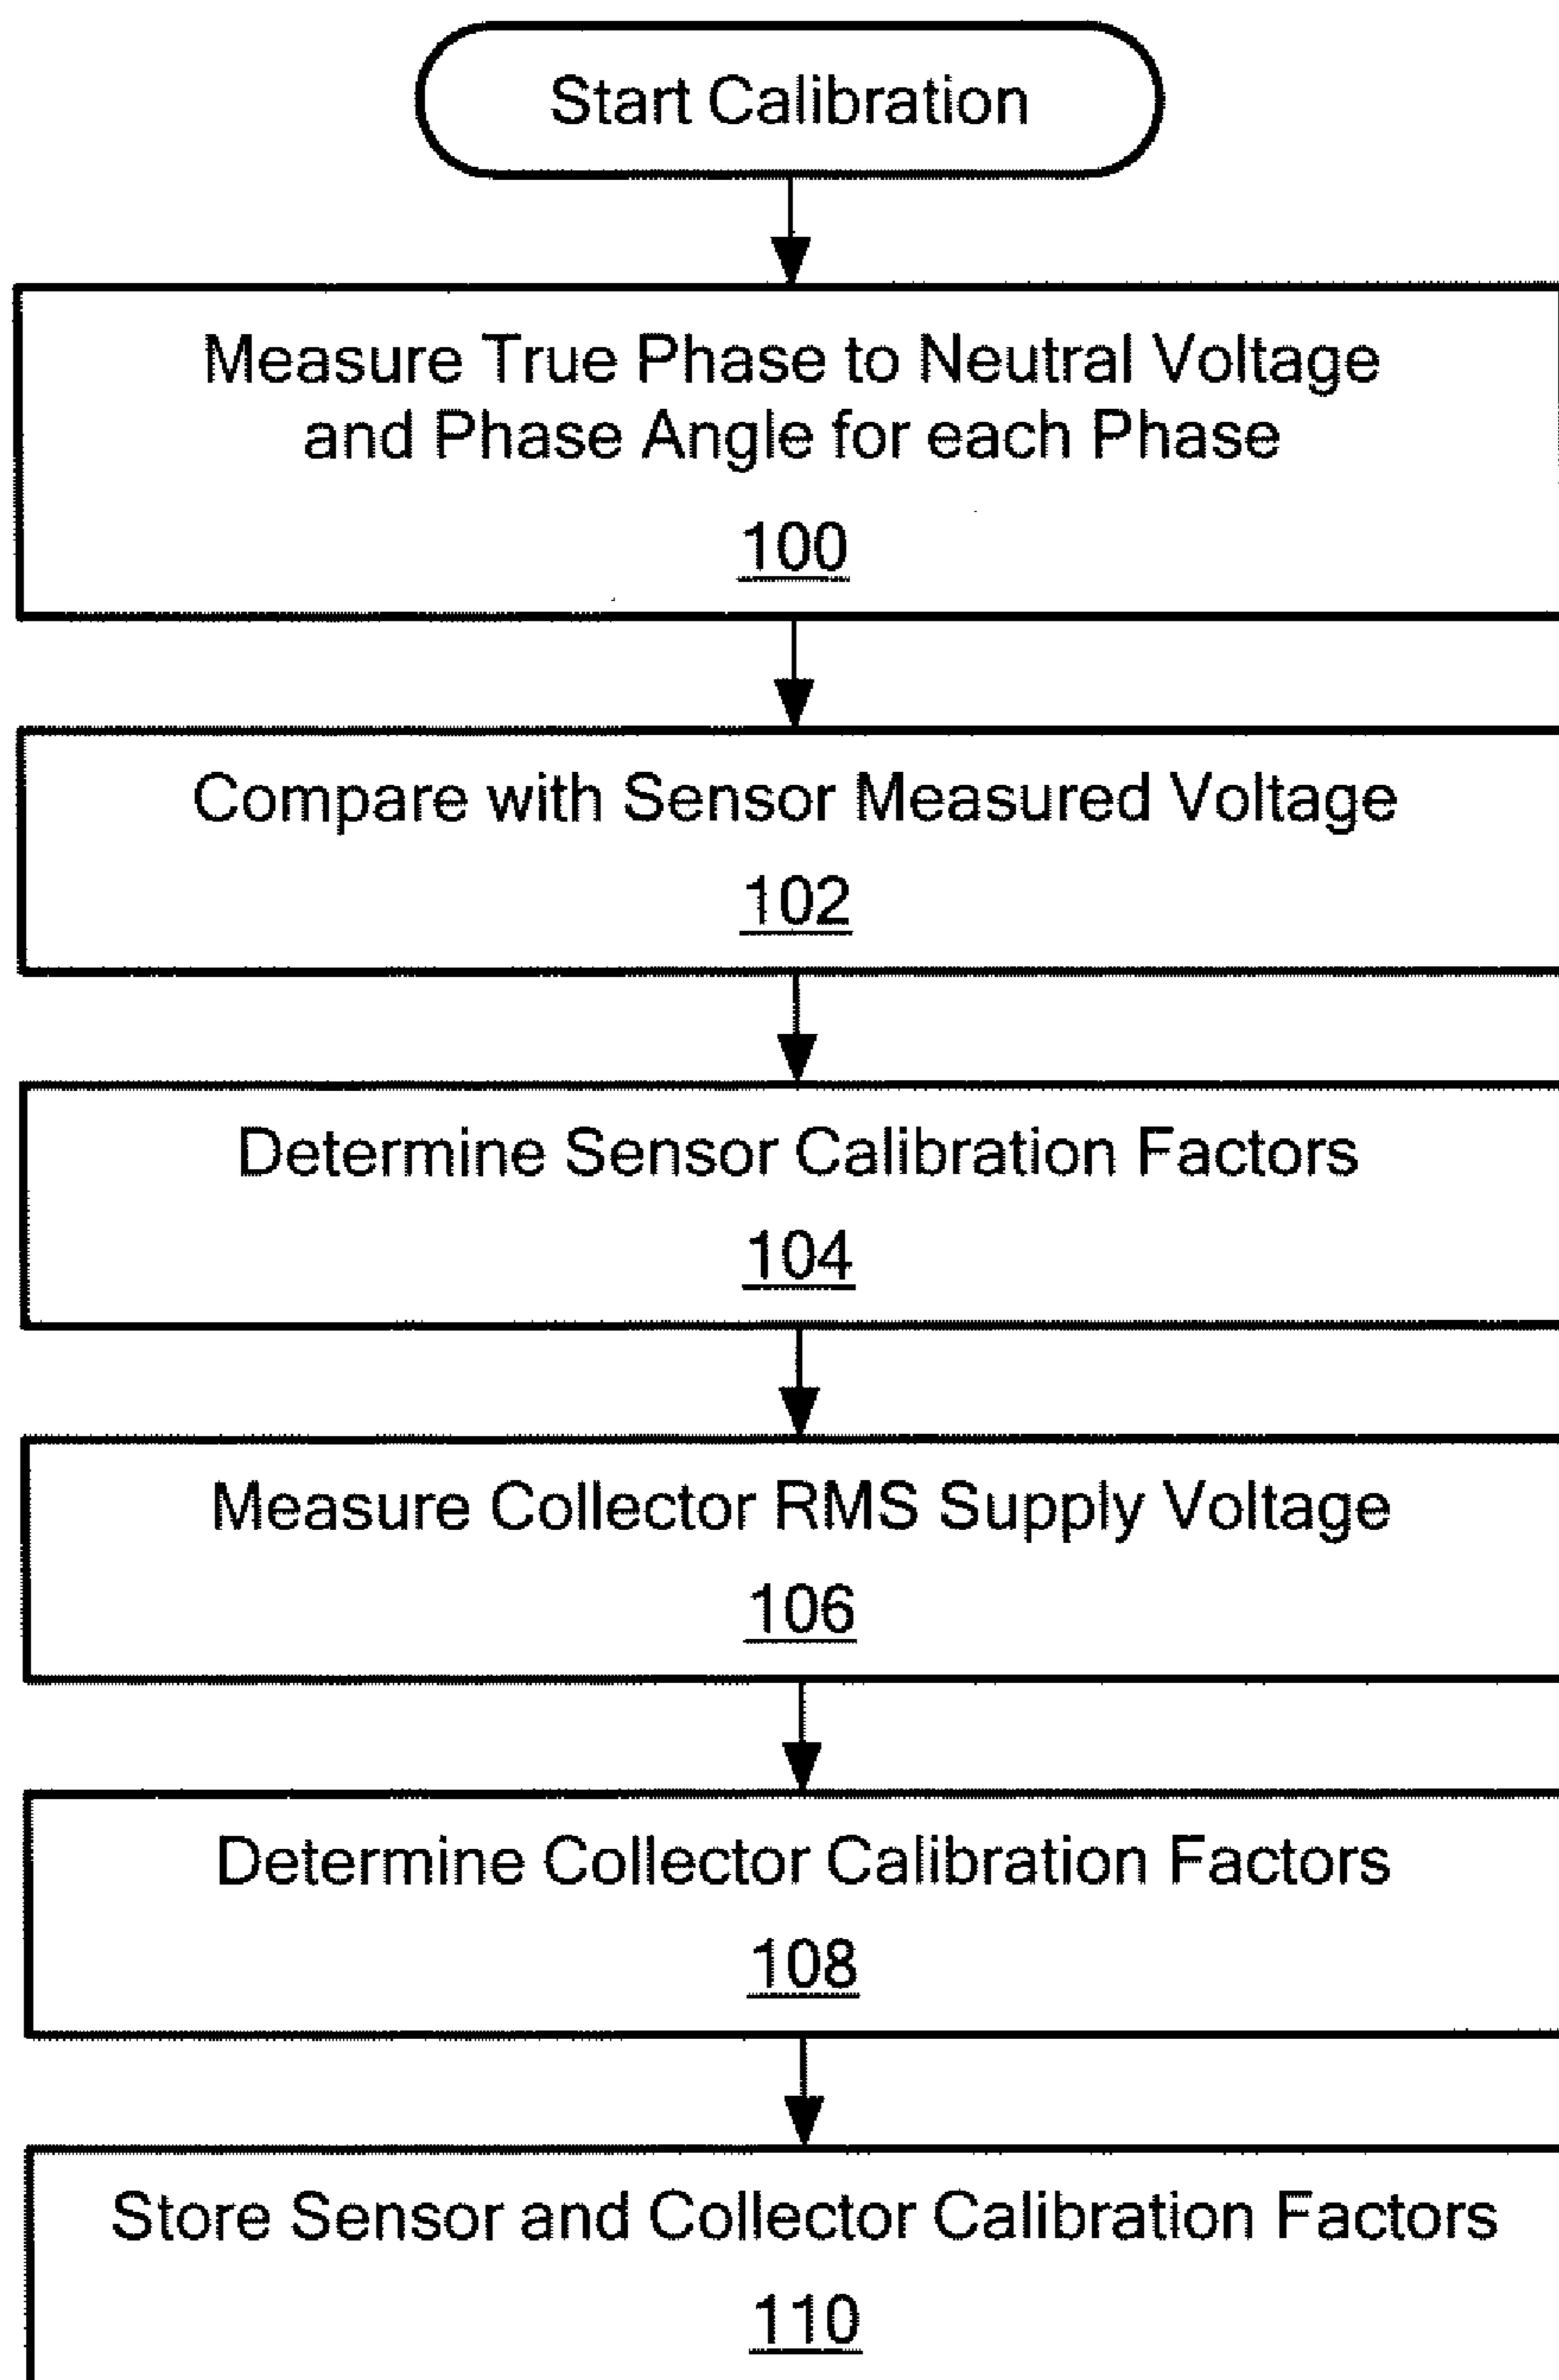 Start Calibration
Measure True Phase to Neutral Voltage
and Phase Angle for each Phase
100
Compare with Sensor Measured Voltage
102
Determine Sensor Calibration Factors
104
Measure Collector RMS Supply Voltage
106
Determine Collector Calibration Factors
108
Store Sensor and Collector Calibration Factors
110